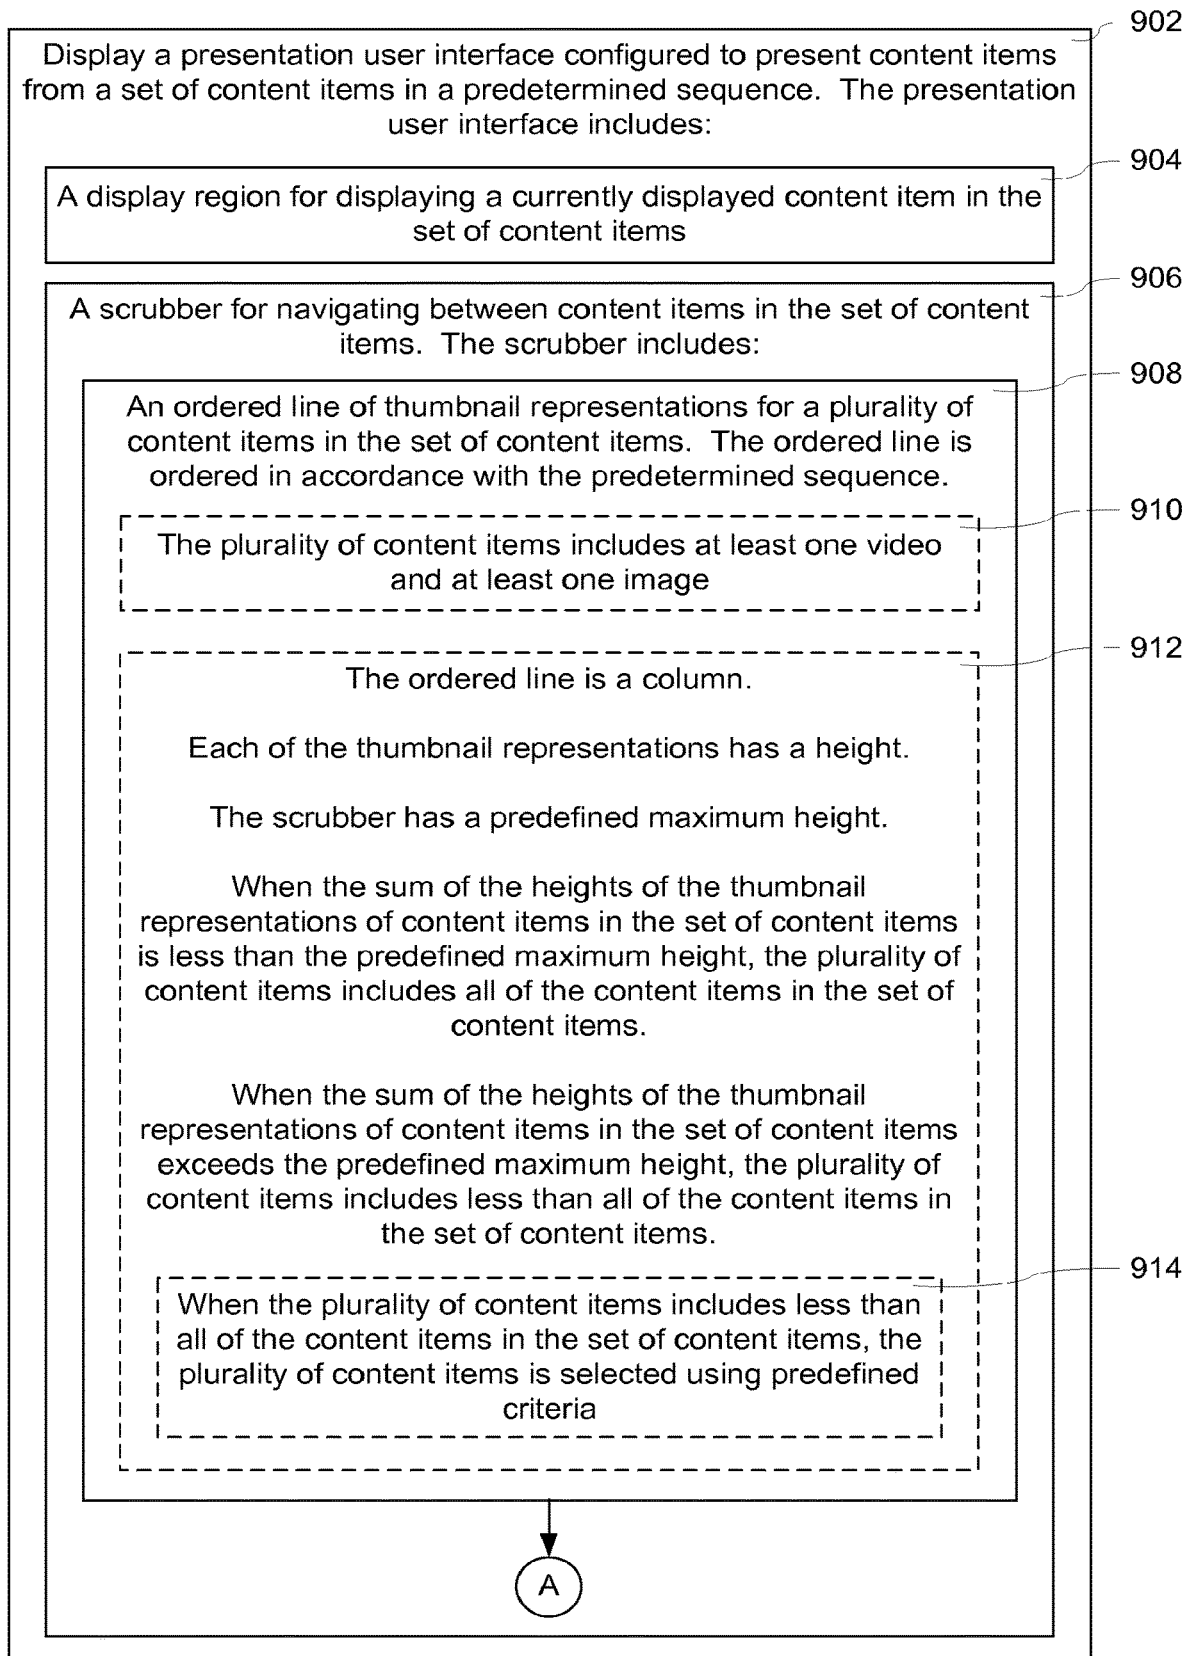 902
Display a presentation user interface configured to present content items
from a set of content items in a predetermined sequence. The presentation
user interface includes:
904
A display region for displaying a currently displayed content item in the
set of content items
906
A scrubber for navigating between content items in the set of content
items. The scrubber includes:
908
An ordered line of thumbnail representations for a plurality of
content items in the set of content items. The ordered line is
ordered in accordance with the predetermined sequence.
910
The plurality of content items includes at least one video
and at least one image
912
The ordered line is a column.
Each of the thumbnail representations has a height.
The scrubber has a predefined maximum height.
When the sum of the heights of the thumbnail
representations of content items in the set of content items
is less than the predefined maximum height, the plurality of
content items includes all of the content items in the set of
content items.
When the sum of the heights of the thumbnail
representations of content items in the set of content items
exceeds the predefined maximum height, the plurality of
content items includes less than all of the content items in
the set of content items.
914
When the plurality of content items includes less than
all of the content items in the set of content items, the
plurality of content items is selected using predefined
criteria
A